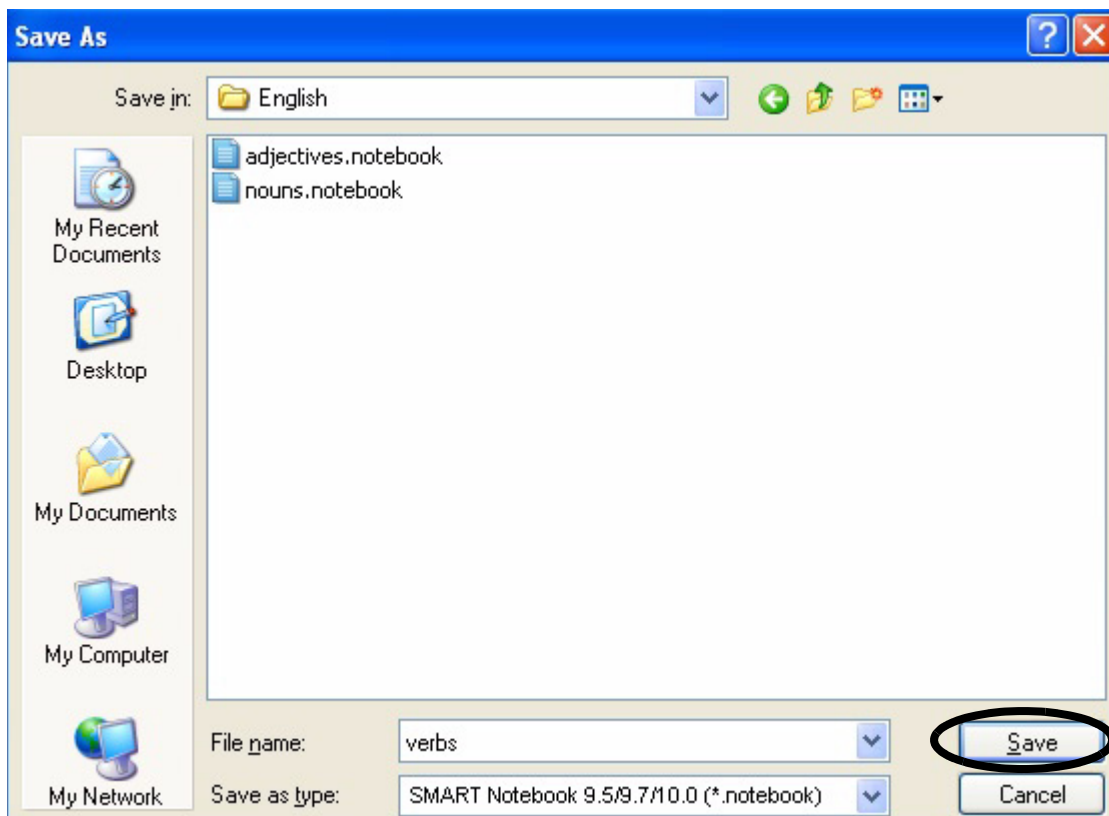 Save As
?
Save in: English
adjectives.notebook
nouns.notebook
My Recent
Documents
Desktop
My Documents
My Computer
My Network
File name: verbs
Save
Save as type: SMART Notebook 9.5/9.7/10.0 (*.notebook)
Cancel